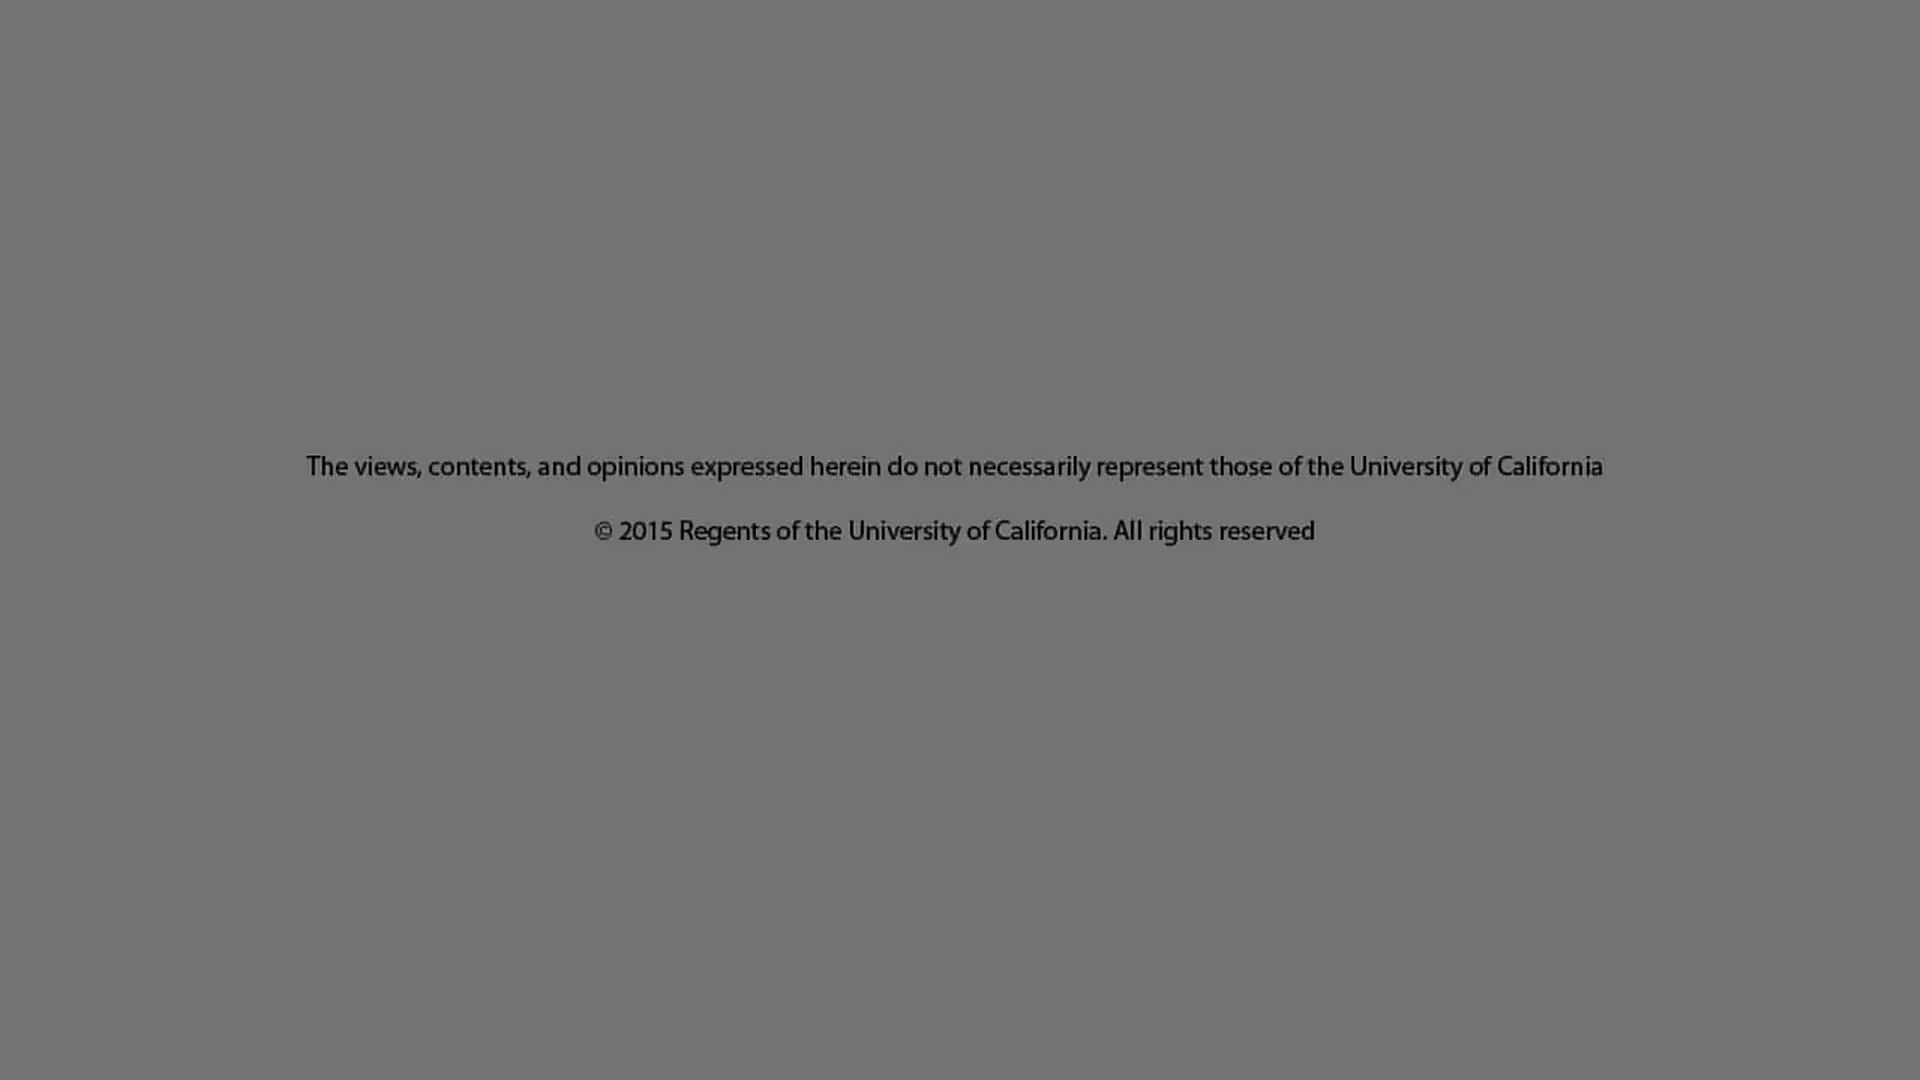 The views, contents, and opinions expressed herein do not necessarily represent those of the University of California
© 2015 Regents of the University of California. All rights reserved